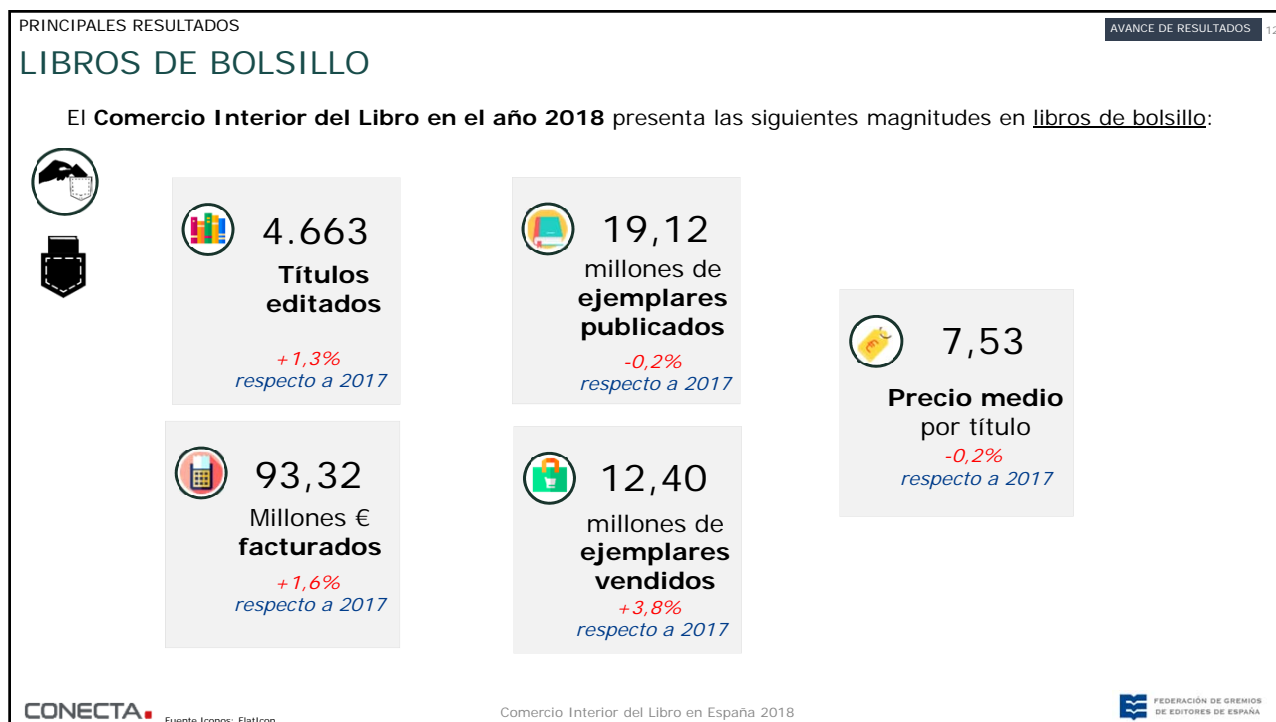 PRINCIPALES RESULTADOS
AVANCE DE RESULTADOS
12
LIBROS DE BOLSILLO
El Comercio Interior del Libro en el año 2018 presenta las siguientes magnitudes en libros de bolsillo:
4.663
Títulos
editados
+1,3%
respecto a 2017
19,12
millones de
ejemplares
publicados
-0,2%
respecto a 2017
7,53
Precio medio
por título
-0,2%
respecto a 2017
93,32
Millones €
facturados
+1,6%
respecto a 2017
12,40
millones de
ejemplares
vendidos
+3,8%
respecto a 2017
CONECTA
Fuente Iconos: FlatIcon
Comercio Interior del Libro en España 2018
FEDERACIÓN DE GREMIOS
DE EDITORES DE ESPAÑA